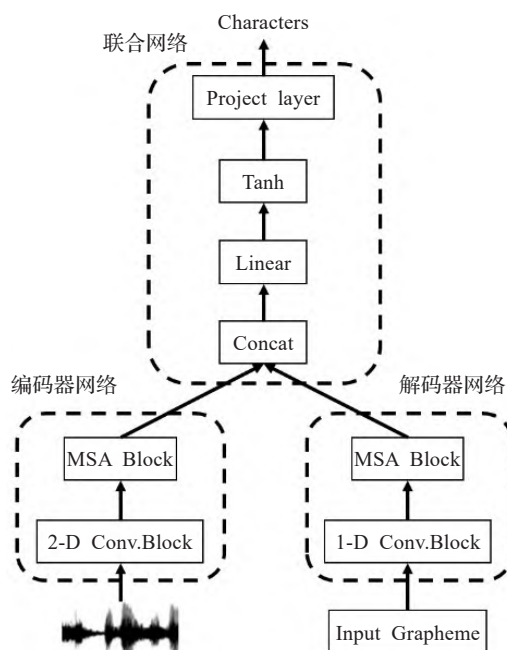 Characters
联合网络
Project layer
Tanh
Linear
Concat
编码器网络
解码器网络
MSA Block
MSA Block
2-D Conv.Block
1-D Conv.Block
Input Grapheme